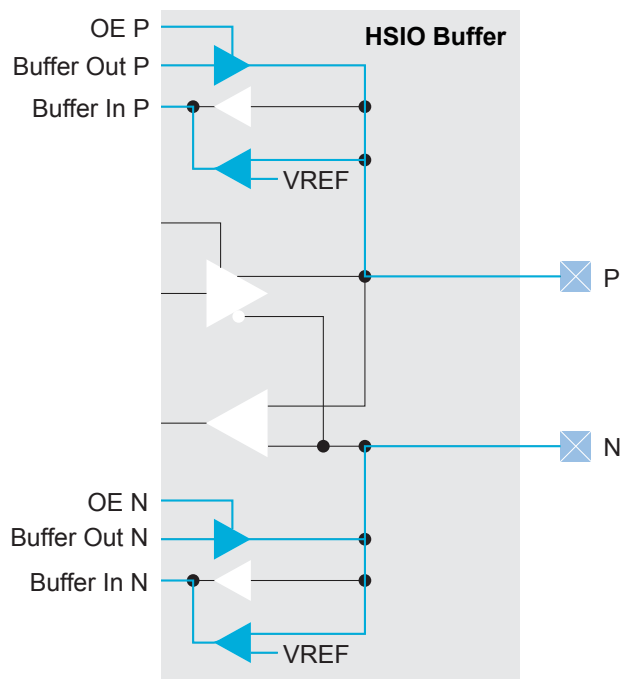 OE P
HSIO Buffer
Buffer Out P
Buffer In P
VREF
P
N
OE N
Buffer Out N
Buffer In N
VREF